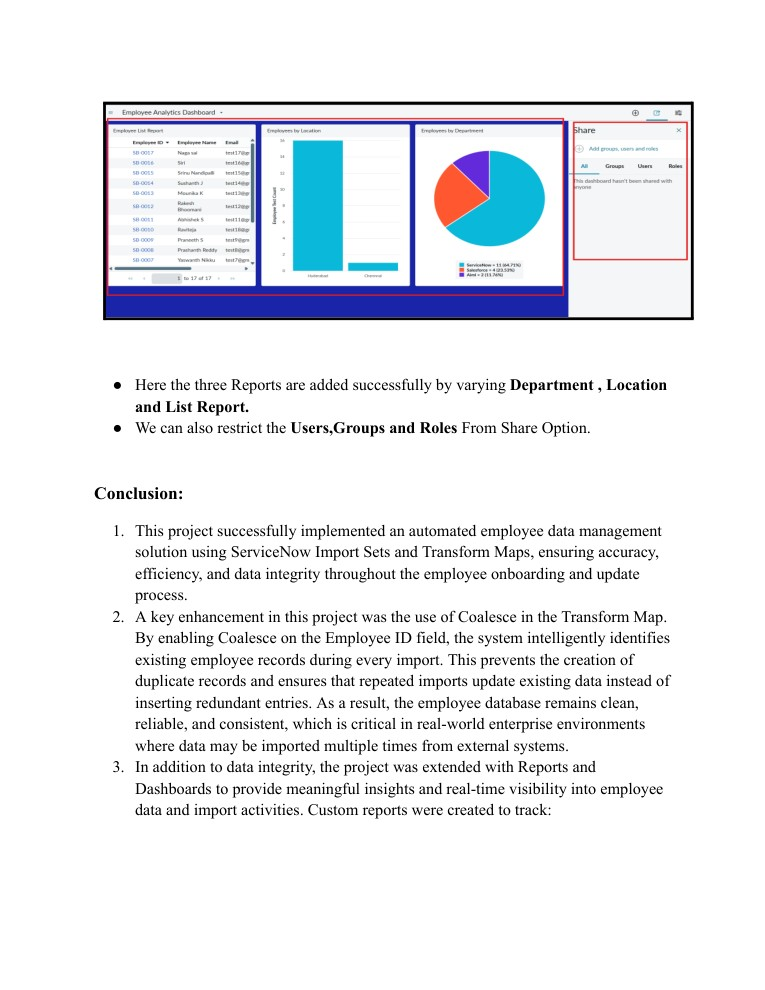 Employee Analytics Dashboard
Employee List Report
Employee ID Employee Name Email
SB-0017 Naga sai test17@gr
SB-0016 Siri test16@gr
SB-0015 Srinu Nandipalli test15@gr
SB-0014 Sushanth J test14@gr
SB-0013 Mounika K test13@gr
SB-0012 Rakesh Bhoomani test12@gr
SB-0011 Abhishek S test11@gr
SB-0010 Raviteja test10@gr
SB-0009 Praneeth S test9@gm
SB-0008 Prashanth Reddy test8@gm
SB-0007 Yaswanth Nikku test7@gm
1 to 17 of 17
Employees by Location
Employee Test Count
16
14
12
10
8
6
4
2
0
Hyderabad
Chennai
Employees by Department
ServiceNow = 11 (64.71%)
Salesforce = 4 (23.53%)
Aiml = 2 (11.76%)
Share
Add groups, users and roles
All Groups Users Roles
This dashboard hasn't been shared with
anyone
● Here the three Reports are added successfully by varying Department , Location
and List Report.
● We can also restrict the Users,Groups and Roles From Share Option.
Conclusion:
1. This project successfully implemented an automated employee data management
solution using ServiceNow Import Sets and Transform Maps, ensuring accuracy,
efficiency, and data integrity throughout the employee onboarding and update
process.
2. A key enhancement in this project was the use of Coalesce in the Transform Map.
By enabling Coalesce on the Employee ID field, the system intelligently identifies
existing employee records during every import. This prevents the creation of
duplicate records and ensures that repeated imports update existing data instead of
inserting redundant entries. As a result, the employee database remains clean,
reliable, and consistent, which is critical in real-world enterprise environments
where data may be imported multiple times from external systems.
3. In addition to data integrity, the project was extended with Reports and
Dashboards to provide meaningful insights and real-time visibility into employee
data and import activities. Custom reports were created to track: